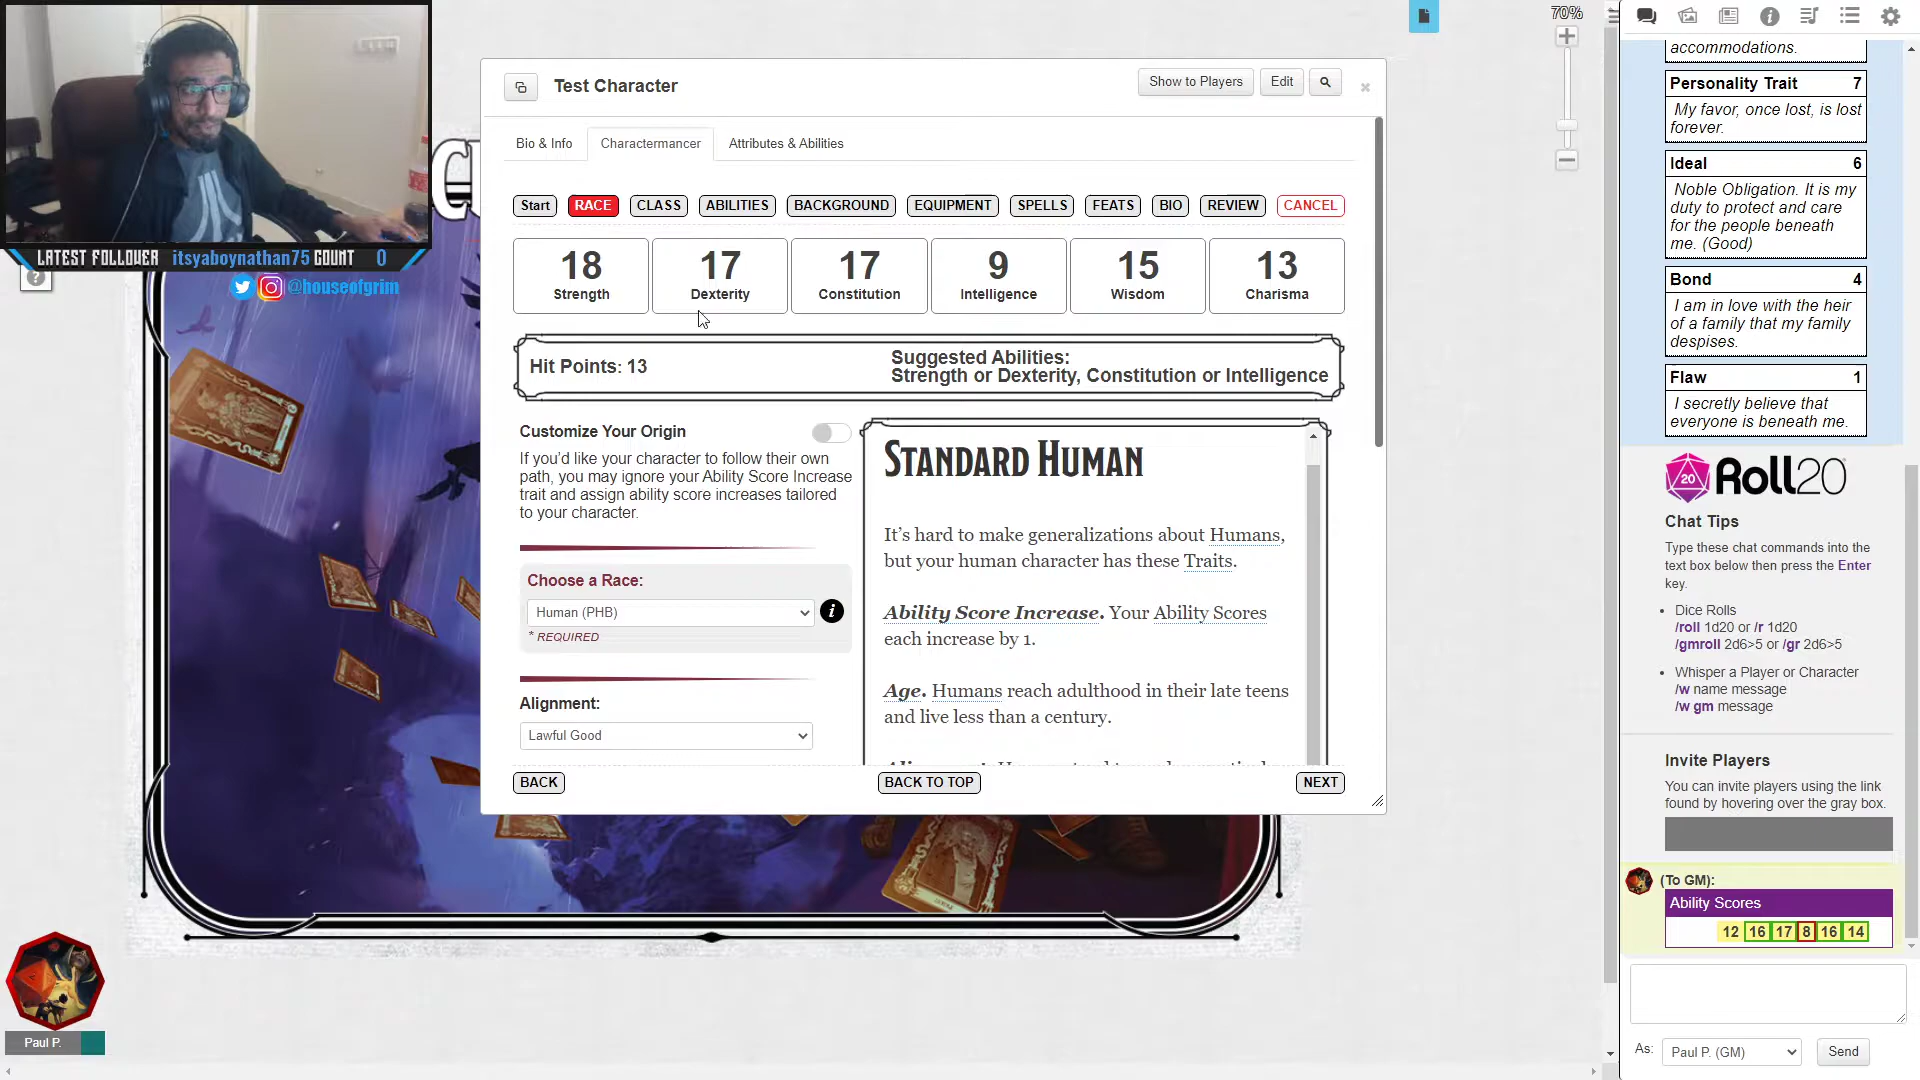 LATEST FOLLOWER itsyaboynathan75 COUNT 0
@houseofgrim
Test Character
Show to Players
Edit
Bio & Info
Charactermancer
Attributes & Abilities
Start
RACE
CLASS
ABILITIES
BACKGROUND
EQUIPMENT
SPELLS
FEATS
BIO
REVIEW
CANCEL
18
Strength
17
Dexterity
17
Constitution
9
Intelligence
15
Wisdom
13
Charisma
Hit Points: 13
Suggested Abilities:
Strength or Dexterity, Constitution or Intelligence
Customize Your Origin
If you'd like your character to follow their own
path, you may ignore your Ability Score Increase
trait and assign ability score increases tailored
to your character.
Choose a Race:
Human (PHB)
* REQUIRED
Alignment:
Lawful Good
STANDARD HUMAN
It's hard to make generalizations about Humans,
but your human character has these Traits.
Ability Score Increase. Your Ability Scores
each increase by 1.
Age. Humans reach adulthood in their late teens
and live less than a century.
BACK
BACK TO TOP
NEXT
70%
accommodations.
Personality Trait 7
My favor, once lost, is lost
forever.
Ideal 6
Noble Obligation. It is my
duty to protect and care
for the people beneath
me. (Good)
Bond 4
I am in love with the heir
of a family that my family
despises.
Flaw 1
I secretly believe that
everyone is beneath me.
20 Roll20
Chat Tips
Type these chat commands into the
text box below then press the Enter
key.
Dice Rolls
/roll 1d20 or /r 1d20
/gmroll 2d6>5 or /gr 2d6>5
Whisper a Player or Character
/w name message
/w gm message
Invite Players
You can invite players using the link
found by hovering over the gray box.
(To GM):
Ability Scores
12 16 17 8 16 14
As:
Paul P. (GM)
Send
Paul P.